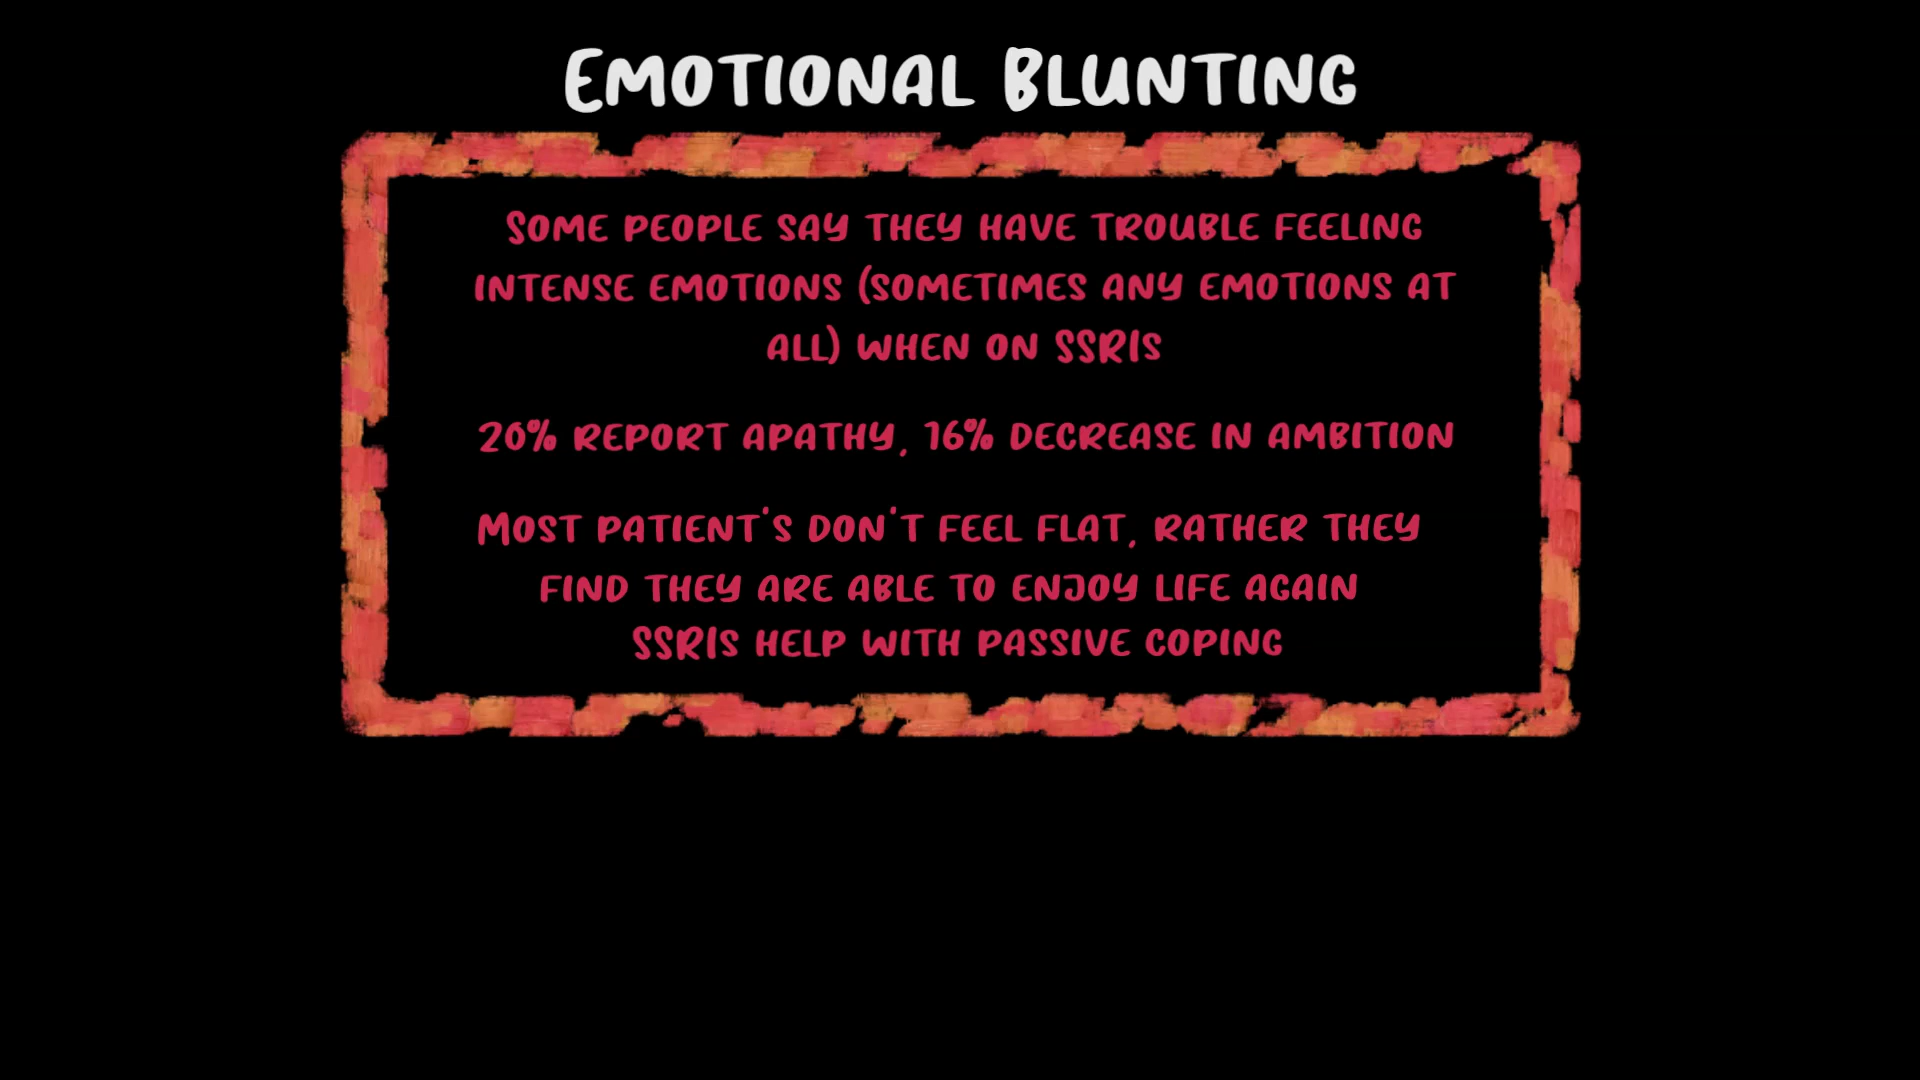 Emotional Blunting
Some people say they have trouble feeling
intense emotions (sometimes any emotions at
all) when on SSRIs
20% report apathy, 16% decrease in ambition
Most patient's don't feel flat, rather they
find they are able to enjoy life again
SSRIs help with passive coping